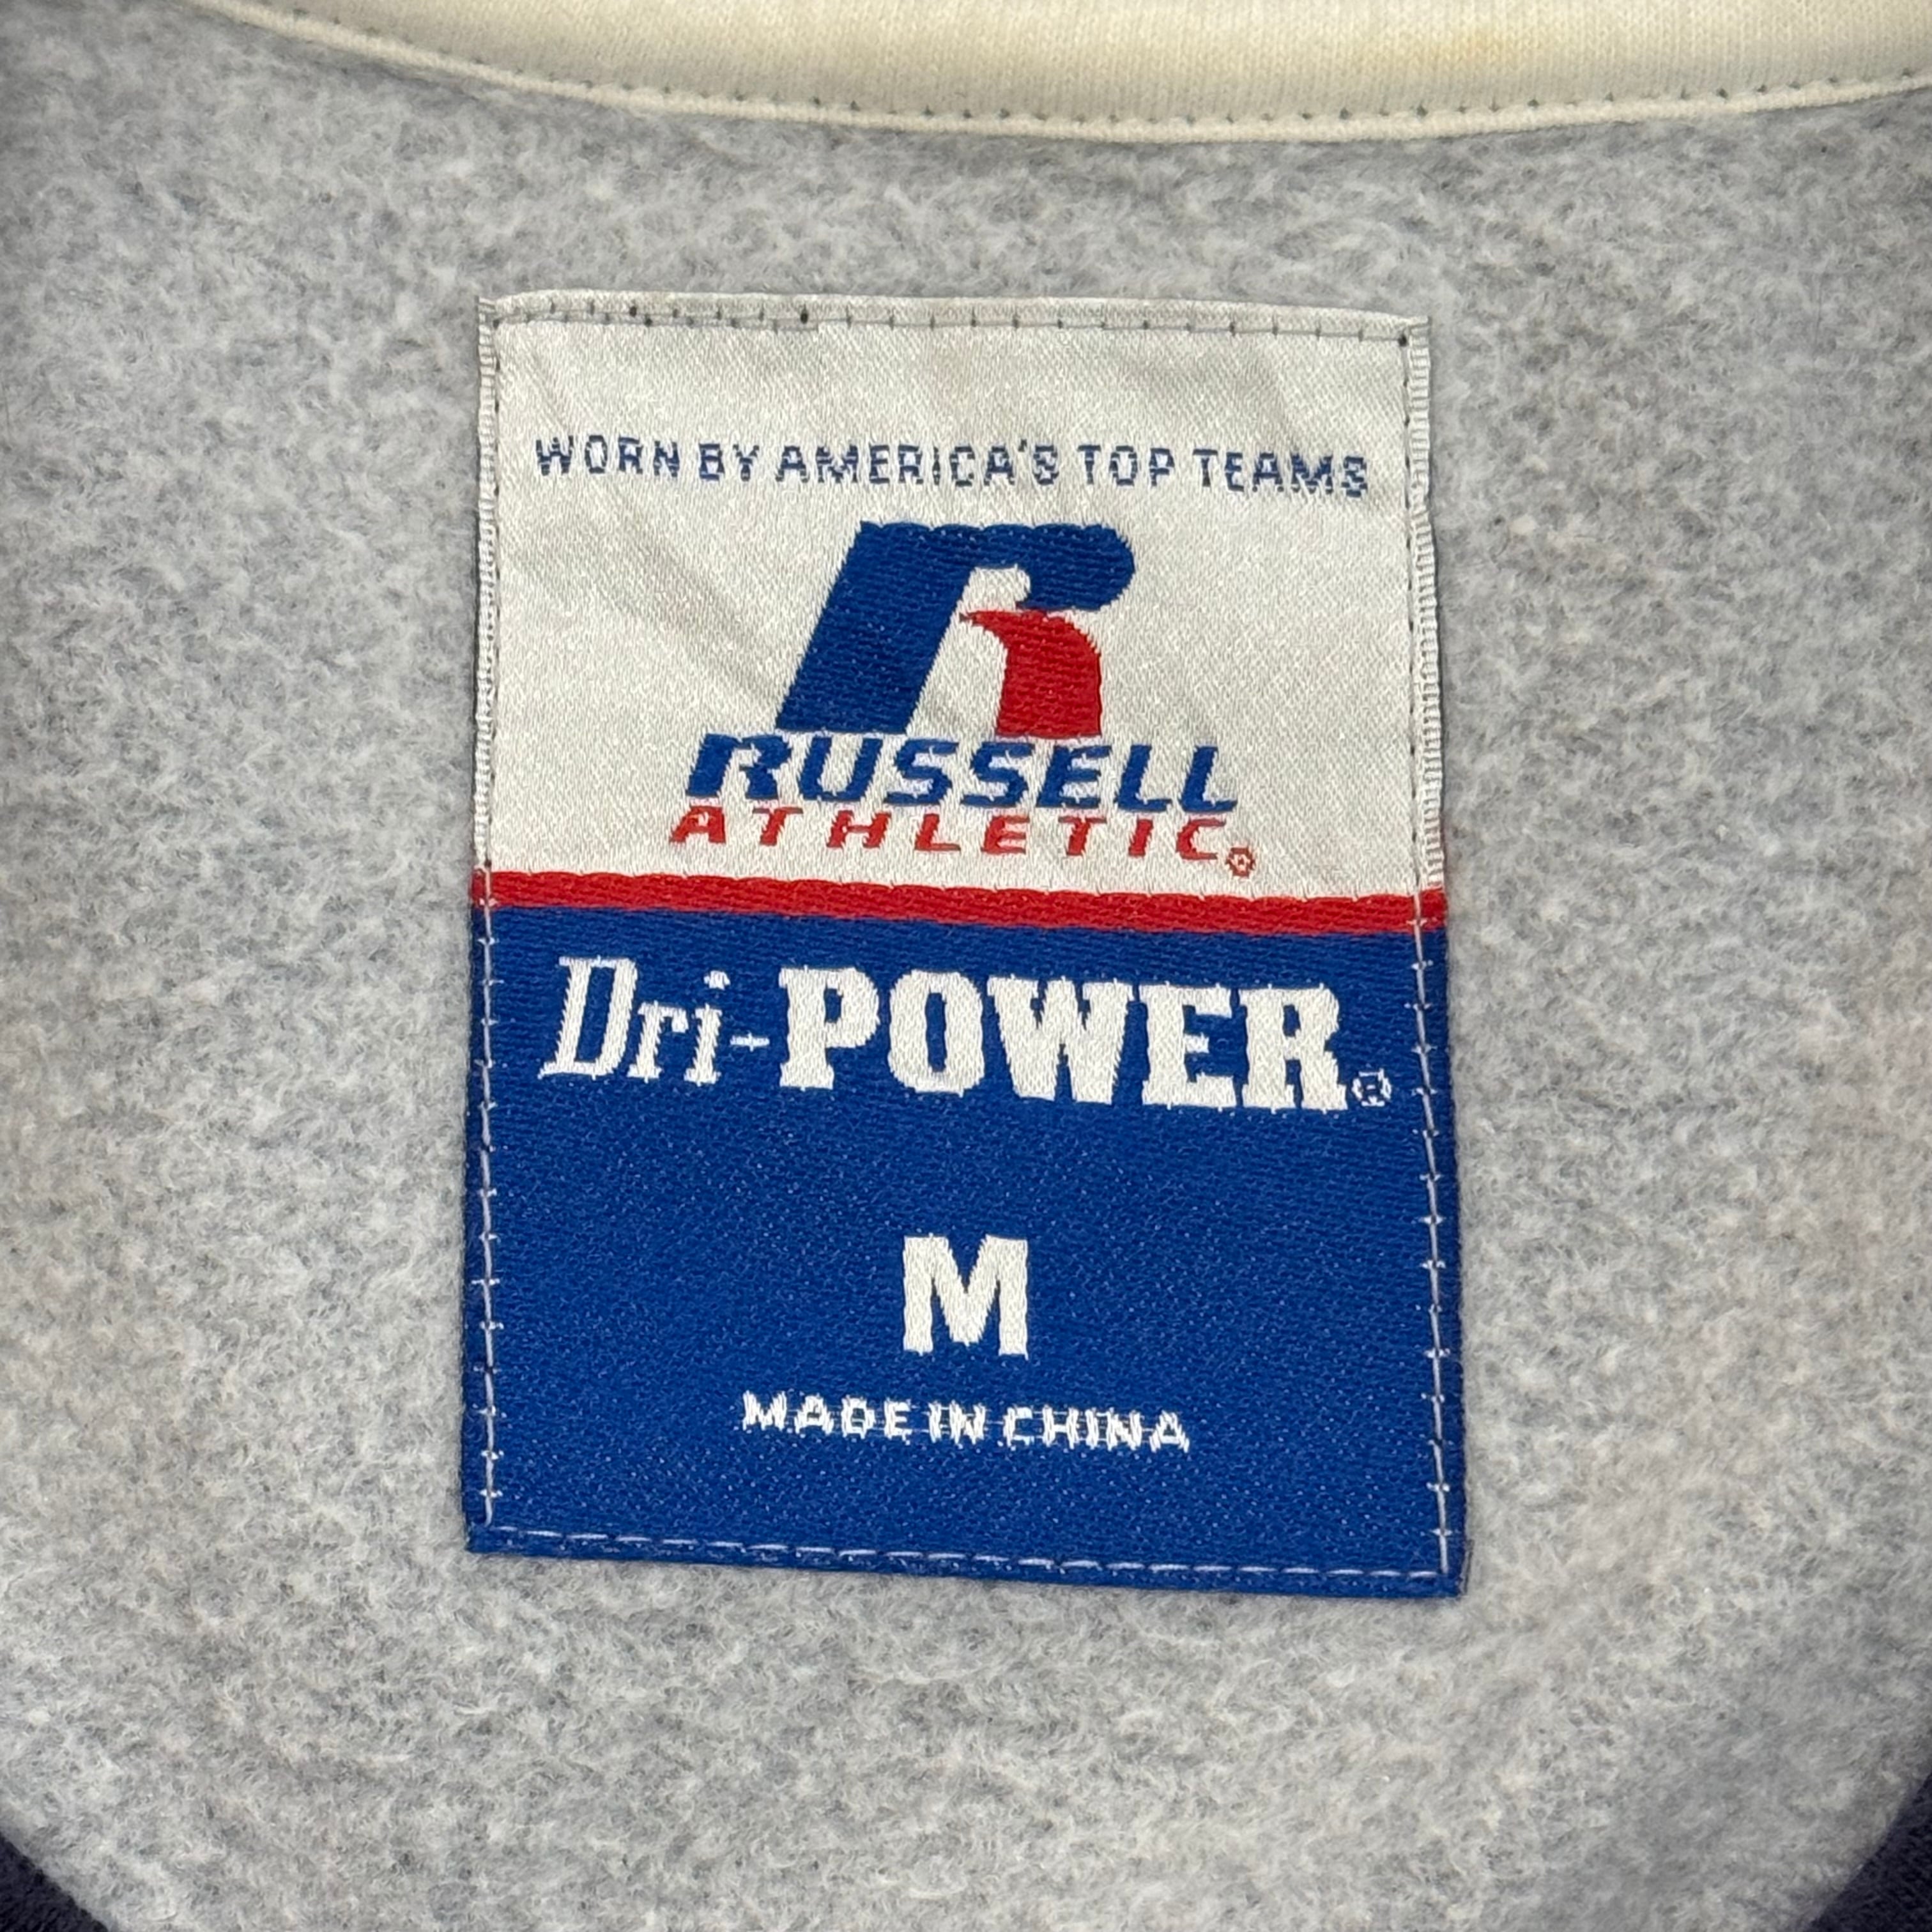 WORN BY AMERICA'S TOP TEAMS
R
RUSSELL
ATHLETIC®
Dri-POWER®
M
MADE IN CHINA